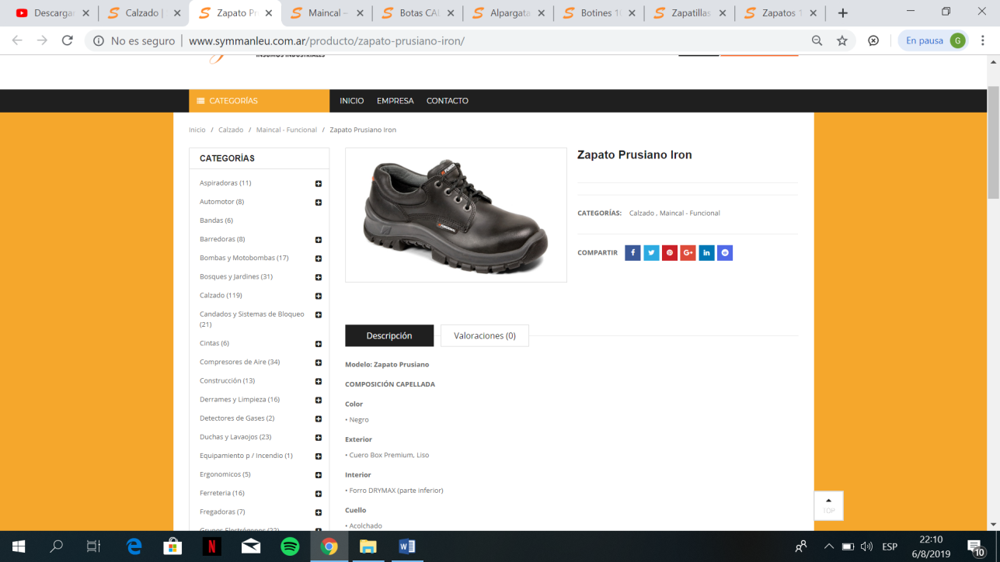 Descarga
Calzado |
Zapato Pr
Maincal –
Botas CAL
Alpargata
Botines 1
Zapatillas
Zapatos 1
No es seguro | www.symmanleu.com.ar/producto/zapato-prusiano-iron/
En pausa G
INSUMOS INDUSTRIALES
CATEGORÍAS INICIO EMPRESA CONTACTO
Inicio / Calzado / Maincal - Funcional / Zapato Prusiano Iron
CATEGORÍAS
Aspiradoras (11)
Automotor (8)
Bandas (6)
Barredoras (8)
Bombas y Motobombas (17)
Bosques y Jardines (31)
Calzado (119)
Candados y Sistemas de Bloqueo
(21)
Cintas (6)
Compresores de Aire (34)
Construcción (13)
Derrames y Limpieza (16)
Detectores de Gases (2)
Duchas y Lavaojos (23)
Equipamiento p / Incendio (1)
Ergonomicos (5)
Ferreteria (16)
Fregadoras (7)
Grupos Electrógenos (22)
Zapato Prusiano Iron
CATEGORÍAS: Calzado , Maincal - Funcional
COMPARTIR
Descripción Valoraciones (0)
Modelo: Zapato Prusiano
COMPOSICIÓN CAPELLADA
Color
• Negro
Exterior
• Cuero Box Premium, Liso
Interior
• Forro DRYMAX (parte inferior)
Cuello
• Acolchado
TOP
ESP
22:10
6/8/2019
10